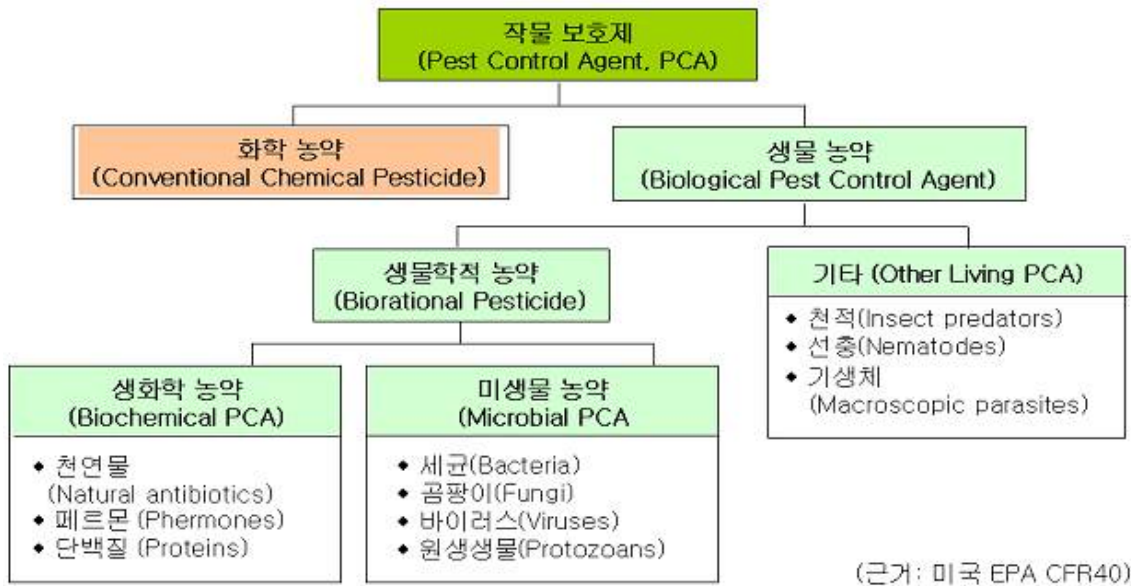 작물 보호제
(Pest Control Agent, PCA)
화학 농약
(Conventional Chemical Pesticide)
생물 농약
(Biological Pest Control Agent)
생물학적 농약
(Biorational Pesticide)
기타 (Other Living PCA)
◆ 천적(Insect predators)
◆ 선충(Nematodes)
◆ 기생체
(Macroscopic parasites)
생화학 농약
(Biochemical PCA)
◆ 천연물
(Natural antibiotics)
◆ 페르몬 (Phermones)
◆ 단백질 (Proteins)
미생물 농약
(Microbial PCA
◆ 세균(Bacteria)
◆ 곰팡이(Fungi)
◆ 바이러스(Viruses)
◆ 원생생물(Protozoans)
(근거: 미국 EPA CFR40)